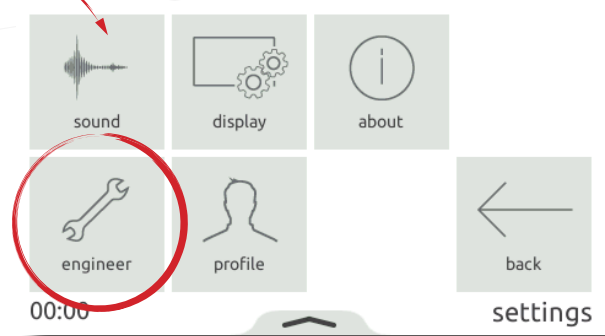 sound
display
about
engineer
profile
back
00:00
settings